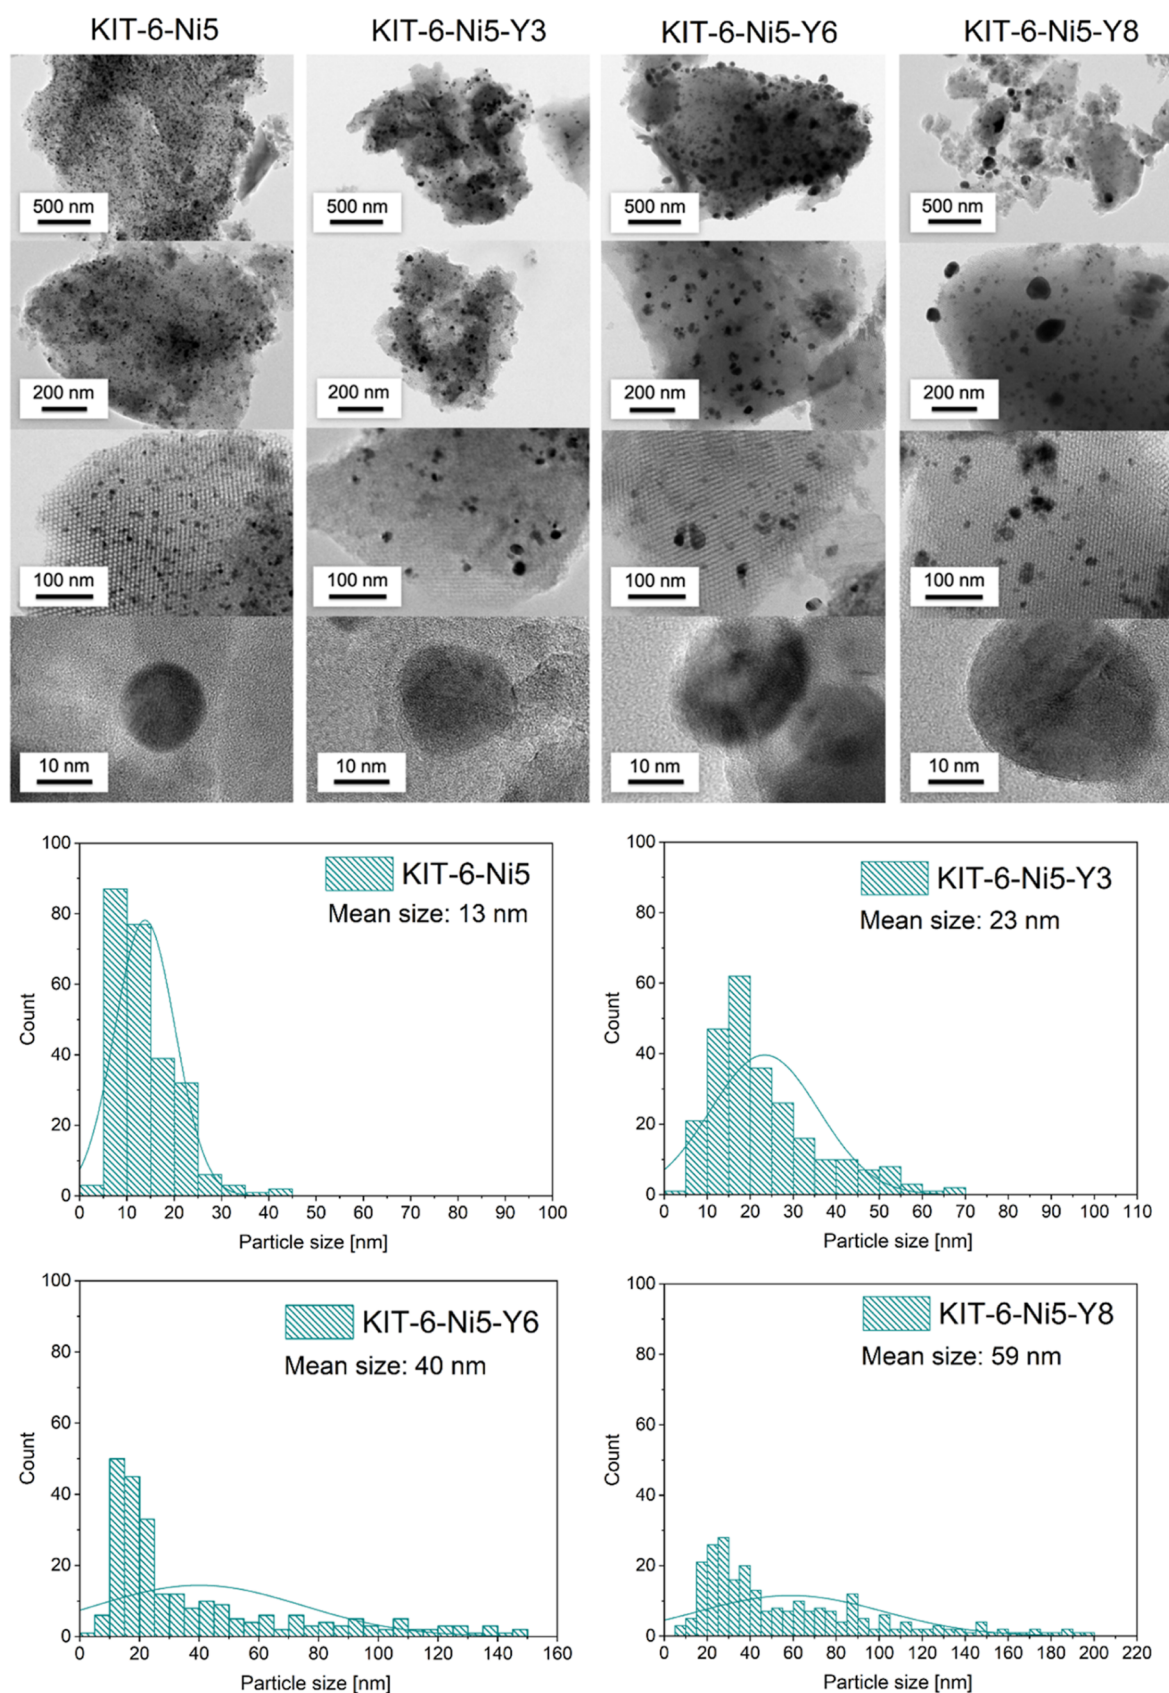 KIT-6-Ni5 KIT-6-Ni5-Y3 KIT-6-Ni5-Y6 KIT-6-Ni5-Y8
500 nm 500 nm 500 nm 500 nm
200 nm 200 nm 200 nm 200 nm
100 nm 100 nm 100 nm 100 nm
10 nm 10 nm 10 nm 10 nm
KIT-6-Ni5
Mean size: 13 nm
Count
100
80
60
40
20
0
0 10 20 30 40 50 60 70 80 90 100
Particle size [nm]
KIT-6-Ni5-Y3
Mean size: 23 nm
Count
100
80
60
40
20
0
0 10 20 30 40 50 60 70 80 90 100 110
Particle size [nm]
KIT-6-Ni5-Y6
Mean size: 40 nm
Count
100
80
60
40
20
0
0 20 40 60 80 100 120 140 160
Particle size [nm]
KIT-6-Ni5-Y8
Mean size: 59 nm
Count
100
80
60
40
20
0
0 20 40 60 80 100 120 140 160 180 200 220
Particle size [nm]